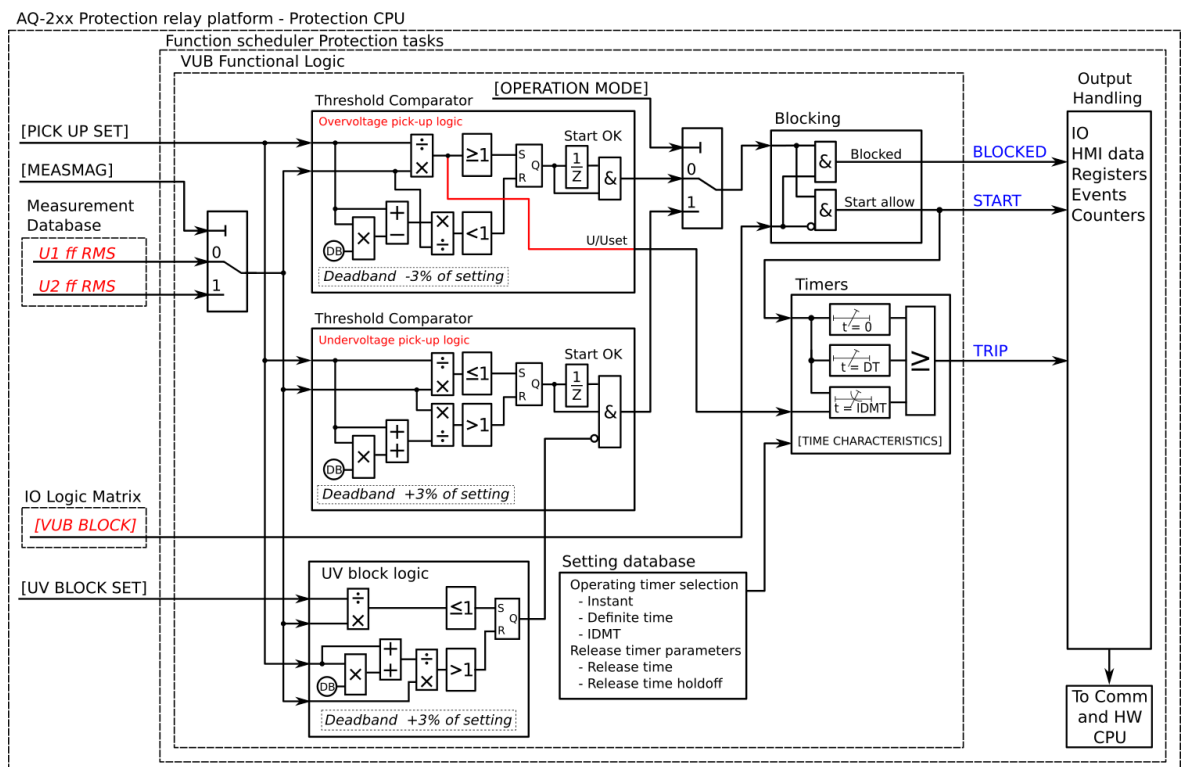 AQ-2xx Protection relay platform - Protection CPU
Function scheduler Protection tasks
VUB Functional Logic
[PICK UP SET]
[MEASMAG]
Measurement
Database
U1 ff RMS
U2 ff RMS
0
1
IO Logic Matrix
[VUB BLOCK]
[UV BLOCK SET]
Threshold Comparator
Overvoltage pick-up logic
÷
×
≥1
S
Q
R
Start OK
1
Z
&
+
−
×
DB
×
÷
<1
U/Uset
Deadband -3% of setting
Threshold Comparator
Undervoltage pick-up logic
÷
×
≤1
S
Q
R
Start OK
1
Z
&
×
÷
>1
+
+
×
DB
Deadband +3% of setting
UV block logic
÷
×
≤1
S
Q
R
+
+
×
DB
÷
×
>1
Deadband +3% of setting
[OPERATION MODE]
0
1
Blocking
&
Blocked
&
Start allow
BLOCKED
START
Timers
t = 0
t = DT
t = IDMT
≥
[TIME CHARACTERISTICS]
TRIP
Setting database
Operating timer selection
- Instant
- Definite time
- IDMT
Release timer parameters
- Release time
- Release time holdoff
Output
Handling
IO
HMI data
Registers
Events
Counters
To Comm
and HW
CPU